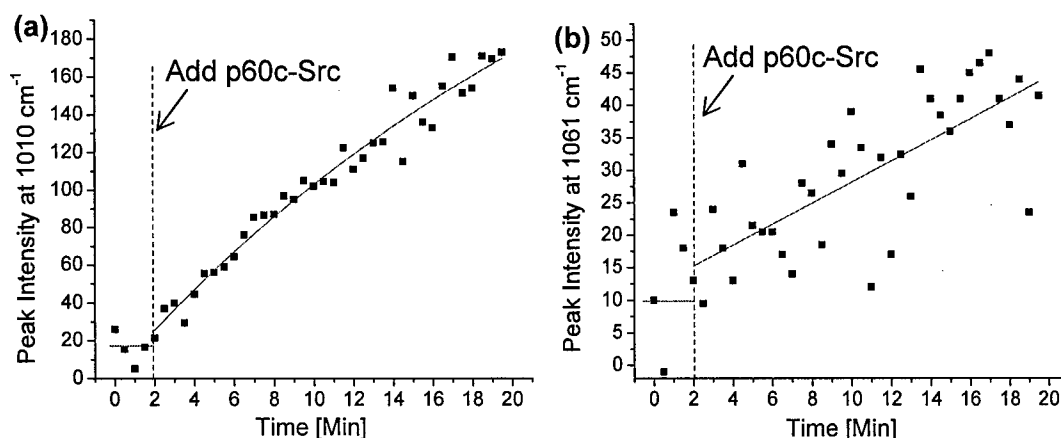 (a)
Add p60c-Src
Peak Intensity at 1010 cm⁻¹
180
160
140
120
100
80
60
40
20
0
0 2 4 6 8 10 12 14 16 18 20
Time [Min]
(b)
Add p60c-Src
Peak Intensity at 1061 cm⁻¹
50
45
40
35
30
25
20
15
10
5
0
0 2 4 6 8 10 12 14 16 18 20
Time [Min]